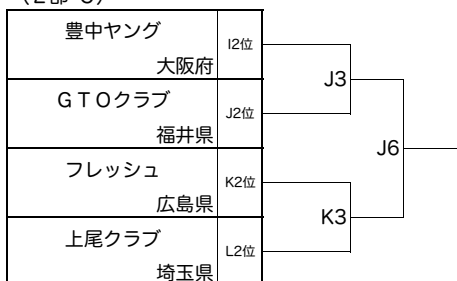 豊中ヤング
I2位
大阪府
J3
GTOクラブ
J2位
福井県
J6
フレッシュ
K2位
広島県
K3
上尾クラブ
L2位
埼玉県